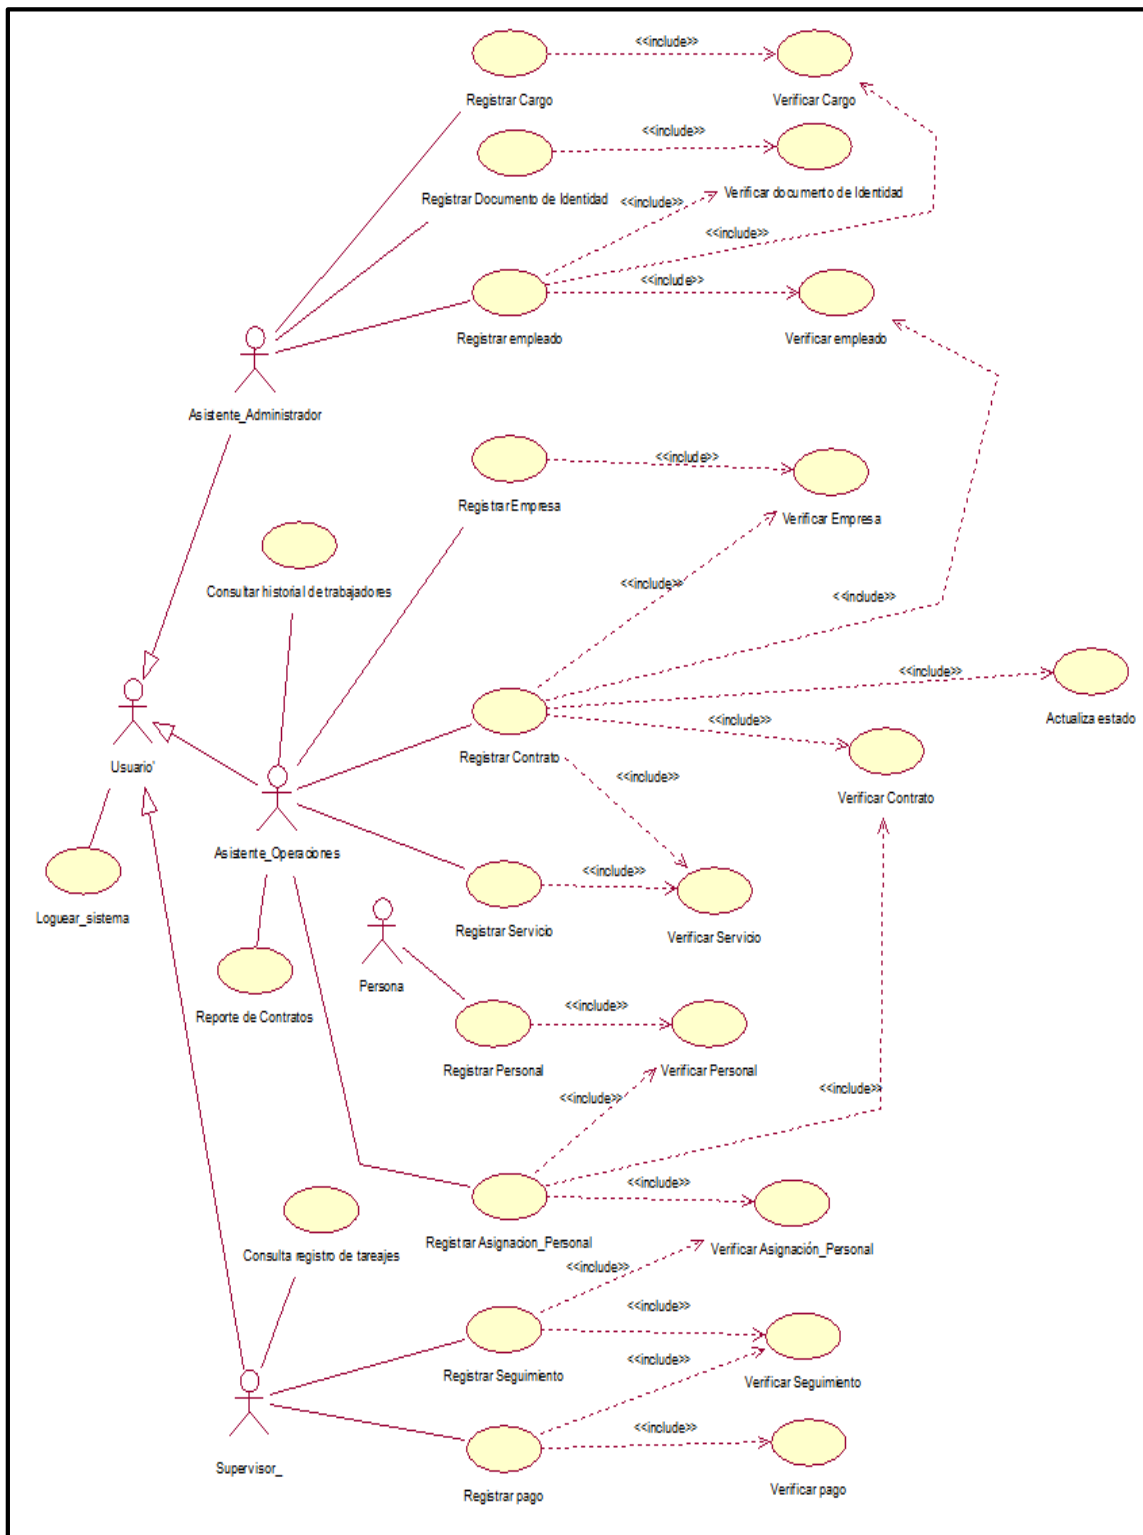 <<include>>
Registrar Cargo
Verificar Cargo
<<include>>
Registrar Documento de Identidad
Verificar documerto de Identidad
<<include>>
<<include>>
<<include>>
Registrar empleado
Verificar empleado
Asistente_Administrador
<<include>>
Registrar Empresa
Verificar Empresa
Consultar historial de trabajadores
<<include>>
<<include>>
<<include>>
<<include>>
Registrar Contrato
Actualiza estado
Usuario'
<<include>>
Verificar Contrato
Asistente_Operaciones
<<include>>
Loguear_sistema
Registrar Servicio
Verificar Servicio
Persona
Reporte de Contratos
<<include>>
Registrar Personal
Verificar Personal
<<include>>
<<include>>
<<include>>
Registrar Asignacion_Personal
Verificar Asignación_Personal
Consulta registro de tareajes
<<include>>
<<include>>
<<include>>
Registrar Seguimiento
Verificar Seguimiento
<<include>>
Supervisor_
Registrar pago
Verificar pago